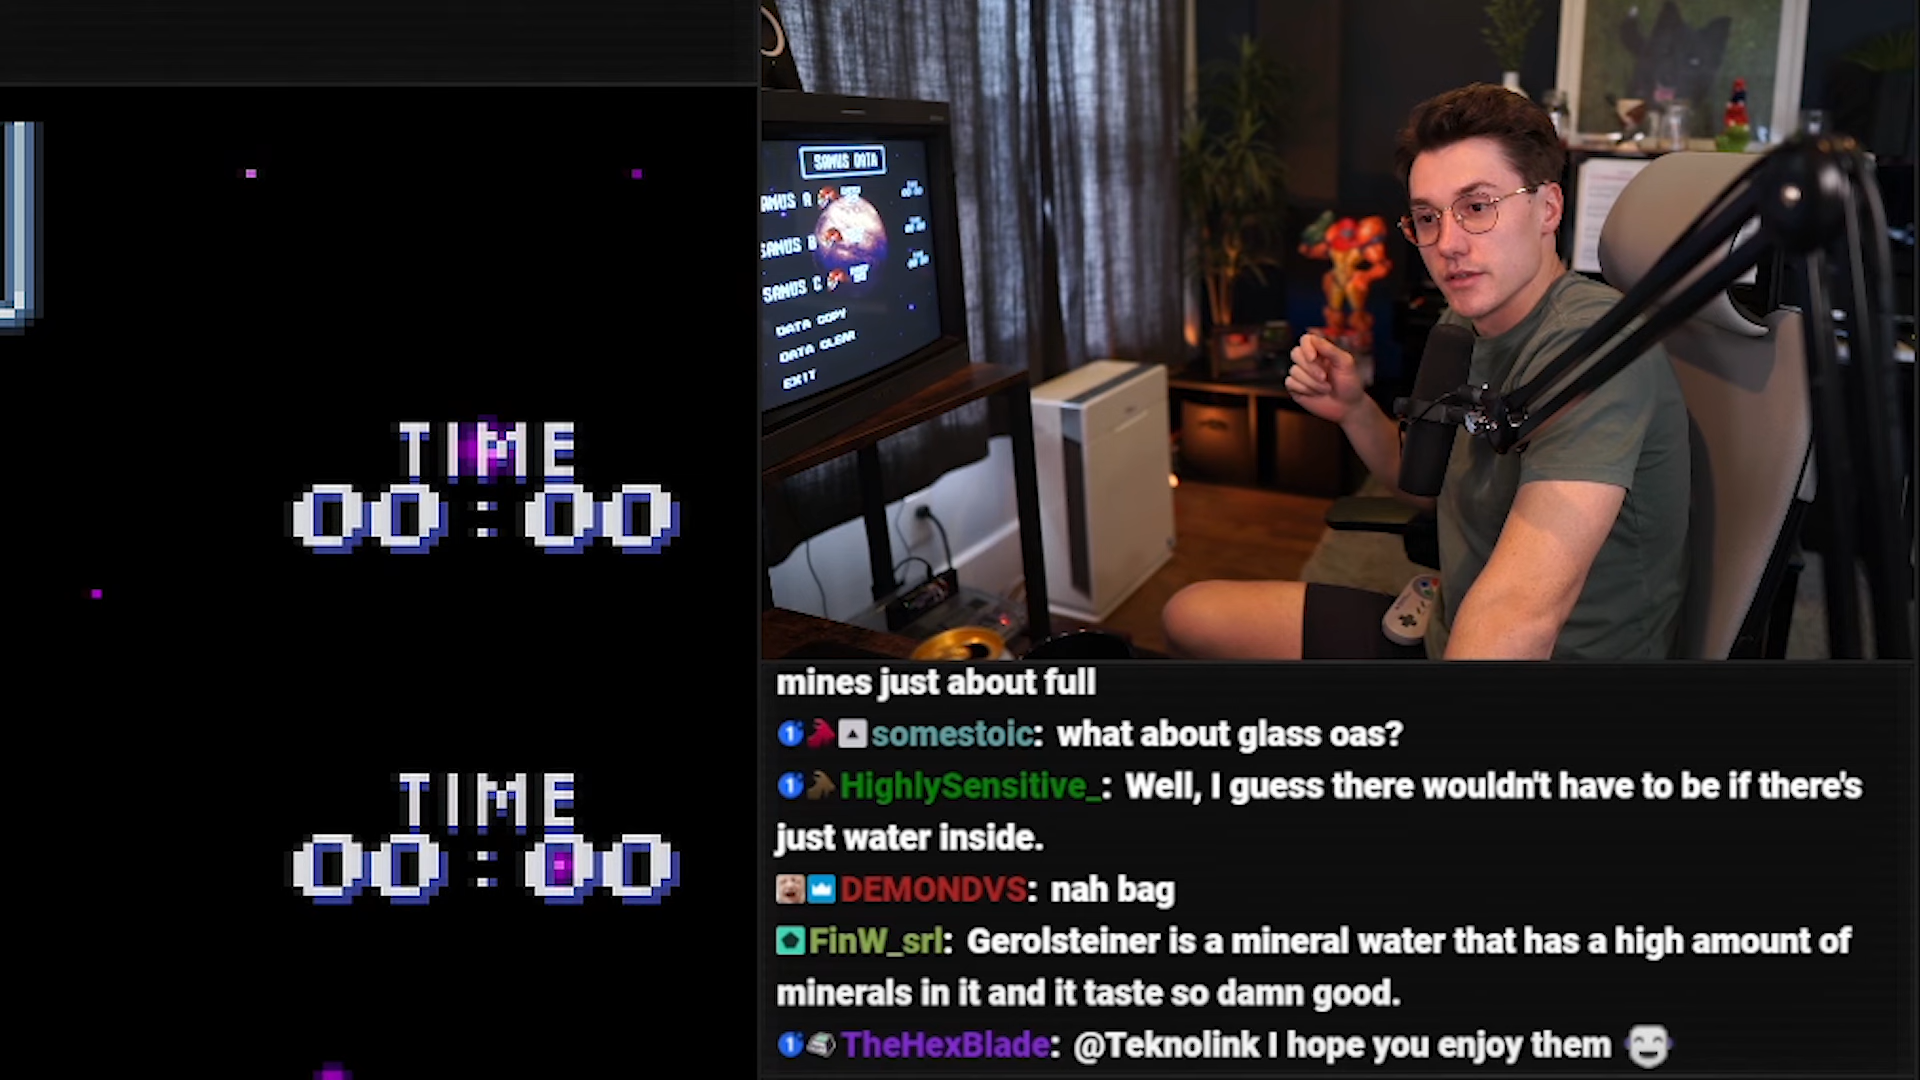 TIME
00:00
TIME
00:00
SAMUS DATA
SAMUS A
SAMUS B
SAMUS C
DATA COPY
DATA CLEAR
EXIT
mines just about full
somestoic: what about glass oas?
HighlySensitive_: Well, I guess there wouldn't have to be if there's
just water inside.
DEMONDVS: nah bag
FinW_srl: Gerolsteiner is a mineral water that has a high amount of
minerals in it and it taste so damn good.
TheHexBlade: @Teknolink I hope you enjoy them